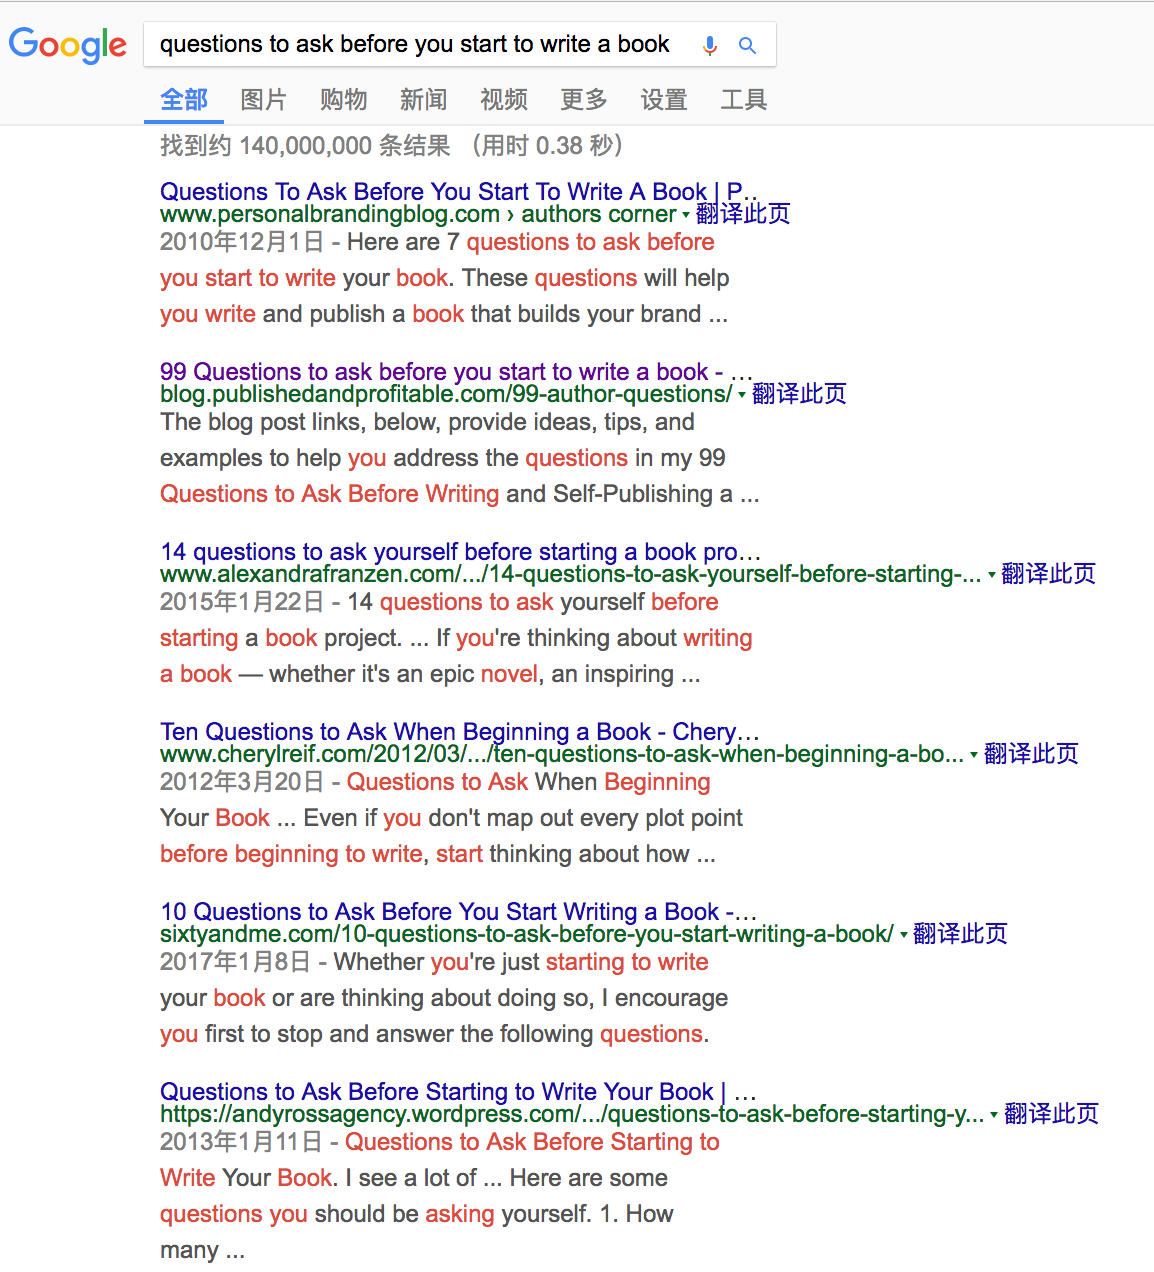 Google questions to ask before you start to write a book
全部 图片 购物 新闻 视频 更多 设置 工具
找到约 140,000,000 条结果 （用时 0.38 秒）
Questions To Ask Before You Start To Write A Book | P...
www.personalbrandingblog.com › authors corner ▾ 翻译此页
2010年12月1日 - Here are 7 questions to ask before
you start to write your book. These questions will help
you write and publish a book that builds your brand ...
99 Questions to ask before you start to write a book - ...
blog.publishedandprofitable.com/99-author-questions/ ▾ 翻译此页
The blog post links, below, provide ideas, tips, and
examples to help you address the questions in my 99
Questions to Ask Before Writing and Self-Publishing a ...
14 questions to ask yourself before starting a book pro...
www.alexandrafranzen.com/.../14-questions-to-ask-yourself-before-starting-... ▾ 翻译此页
2015年1月22日 - 14 questions to ask yourself before
starting a book project. ... If you're thinking about writing
a book — whether it's an epic novel, an inspiring ...
Ten Questions to Ask When Beginning a Book - Chery...
www.cherylreif.com/2012/03/.../ten-questions-to-ask-when-beginning-a-bo... ▾ 翻译此页
2012年3月20日 - Questions to Ask When Beginning
Your Book ... Even if you don't map out every plot point
before beginning to write, start thinking about how ...
10 Questions to Ask Before You Start Writing a Book -...
sixtyandme.com/10-questions-to-ask-before-you-start-writing-a-book/ ▾ 翻译此页
2017年1月8日 - Whether you're just starting to write
your book or are thinking about doing so, I encourage
you first to stop and answer the following questions.
Questions to Ask Before Starting to Write Your Book | ...
https://andyrossagency.wordpress.com/.../questions-to-ask-before-starting-y... ▾ 翻译此页
2013年1月11日 - Questions to Ask Before Starting to
Write Your Book. I see a lot of ... Here are some
questions you should be asking yourself. 1. How
many ...